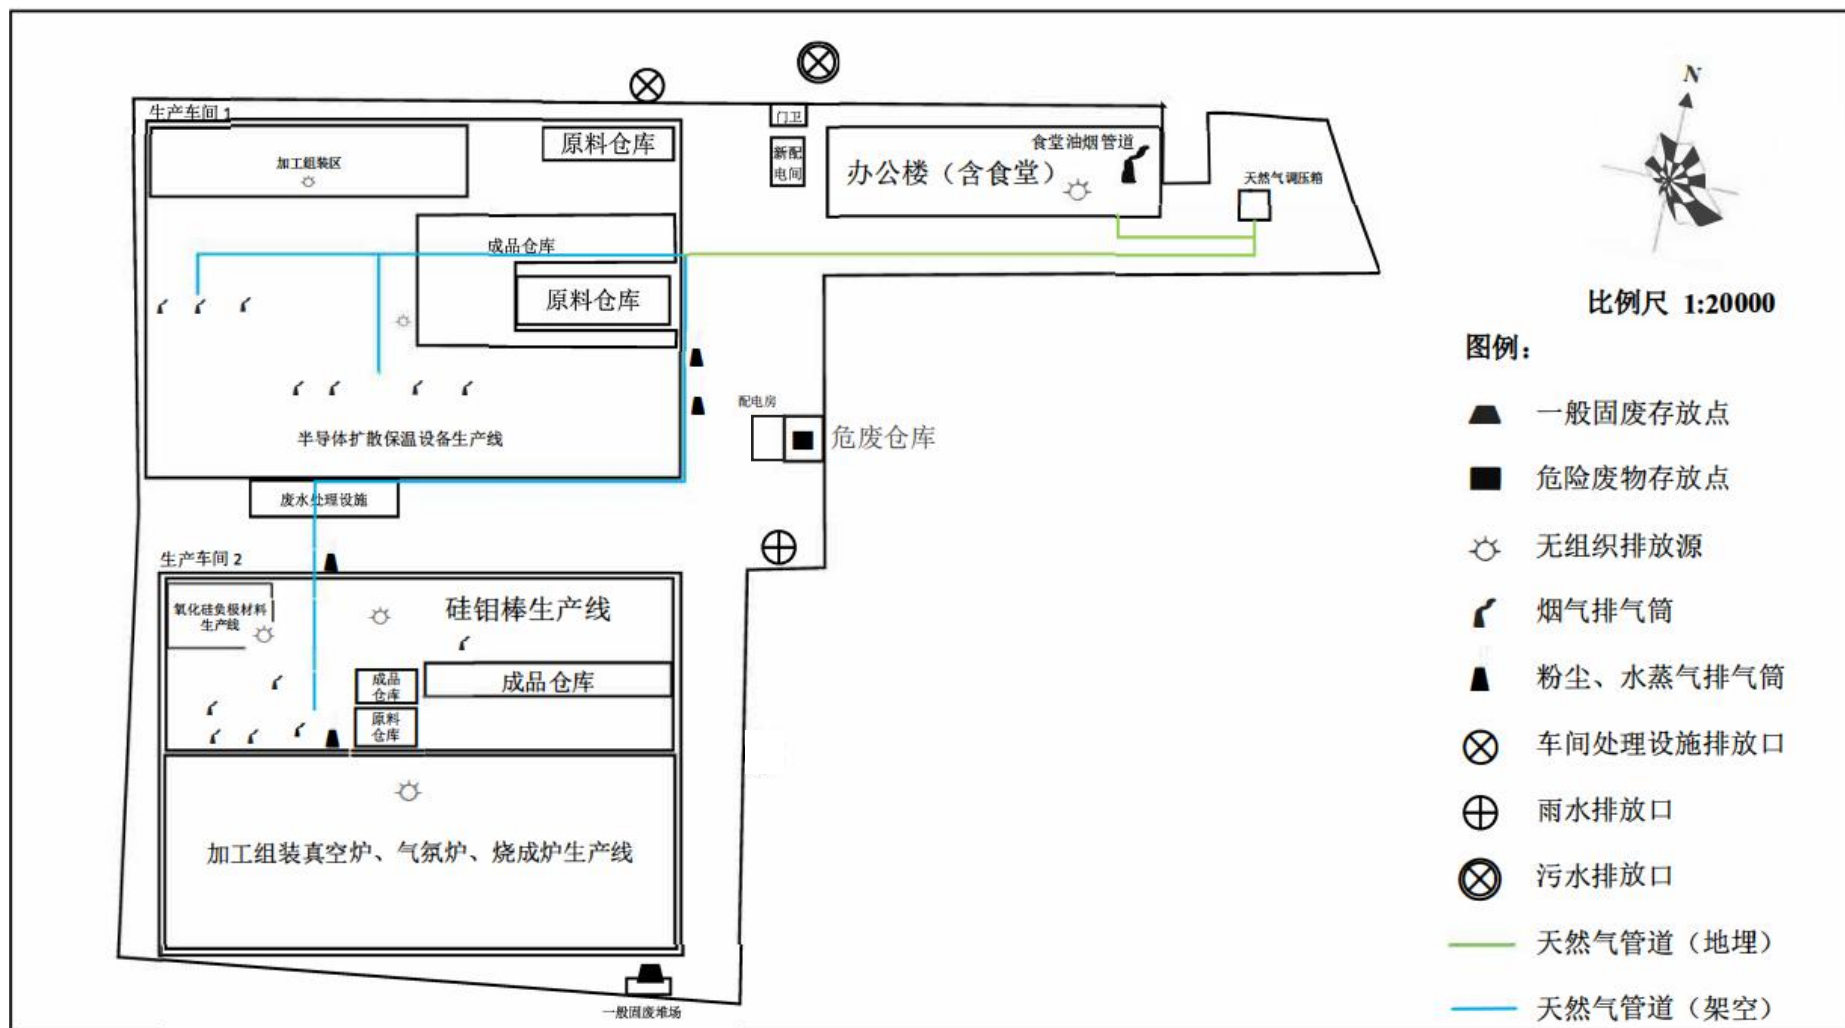 N
生产车间 1
门卫
原料仓库
加工组装区
新配
电间
食堂油烟管道
办公楼（含食堂）
天然气调压箱
成品仓库
原料仓库
比例尺 1:20000
图例：
配电房
一般固废存放点
半导体扩散保温设备生产线
危废仓库
危险废物存放点
废水处理设施
无组织排放源
生产车间 2
氧化硅负极材料
生产线
硅钼棒生产线
烟气排气筒
成品
仓库
成品仓库
粉尘、水蒸气排气筒
原料
仓库
车间处理设施排放口
雨水排放口
加工组装真空炉、气氛炉、烧成炉生产线
污水排放口
天然气管道（地埋）
一般固废堆场
天然气管道（架空）